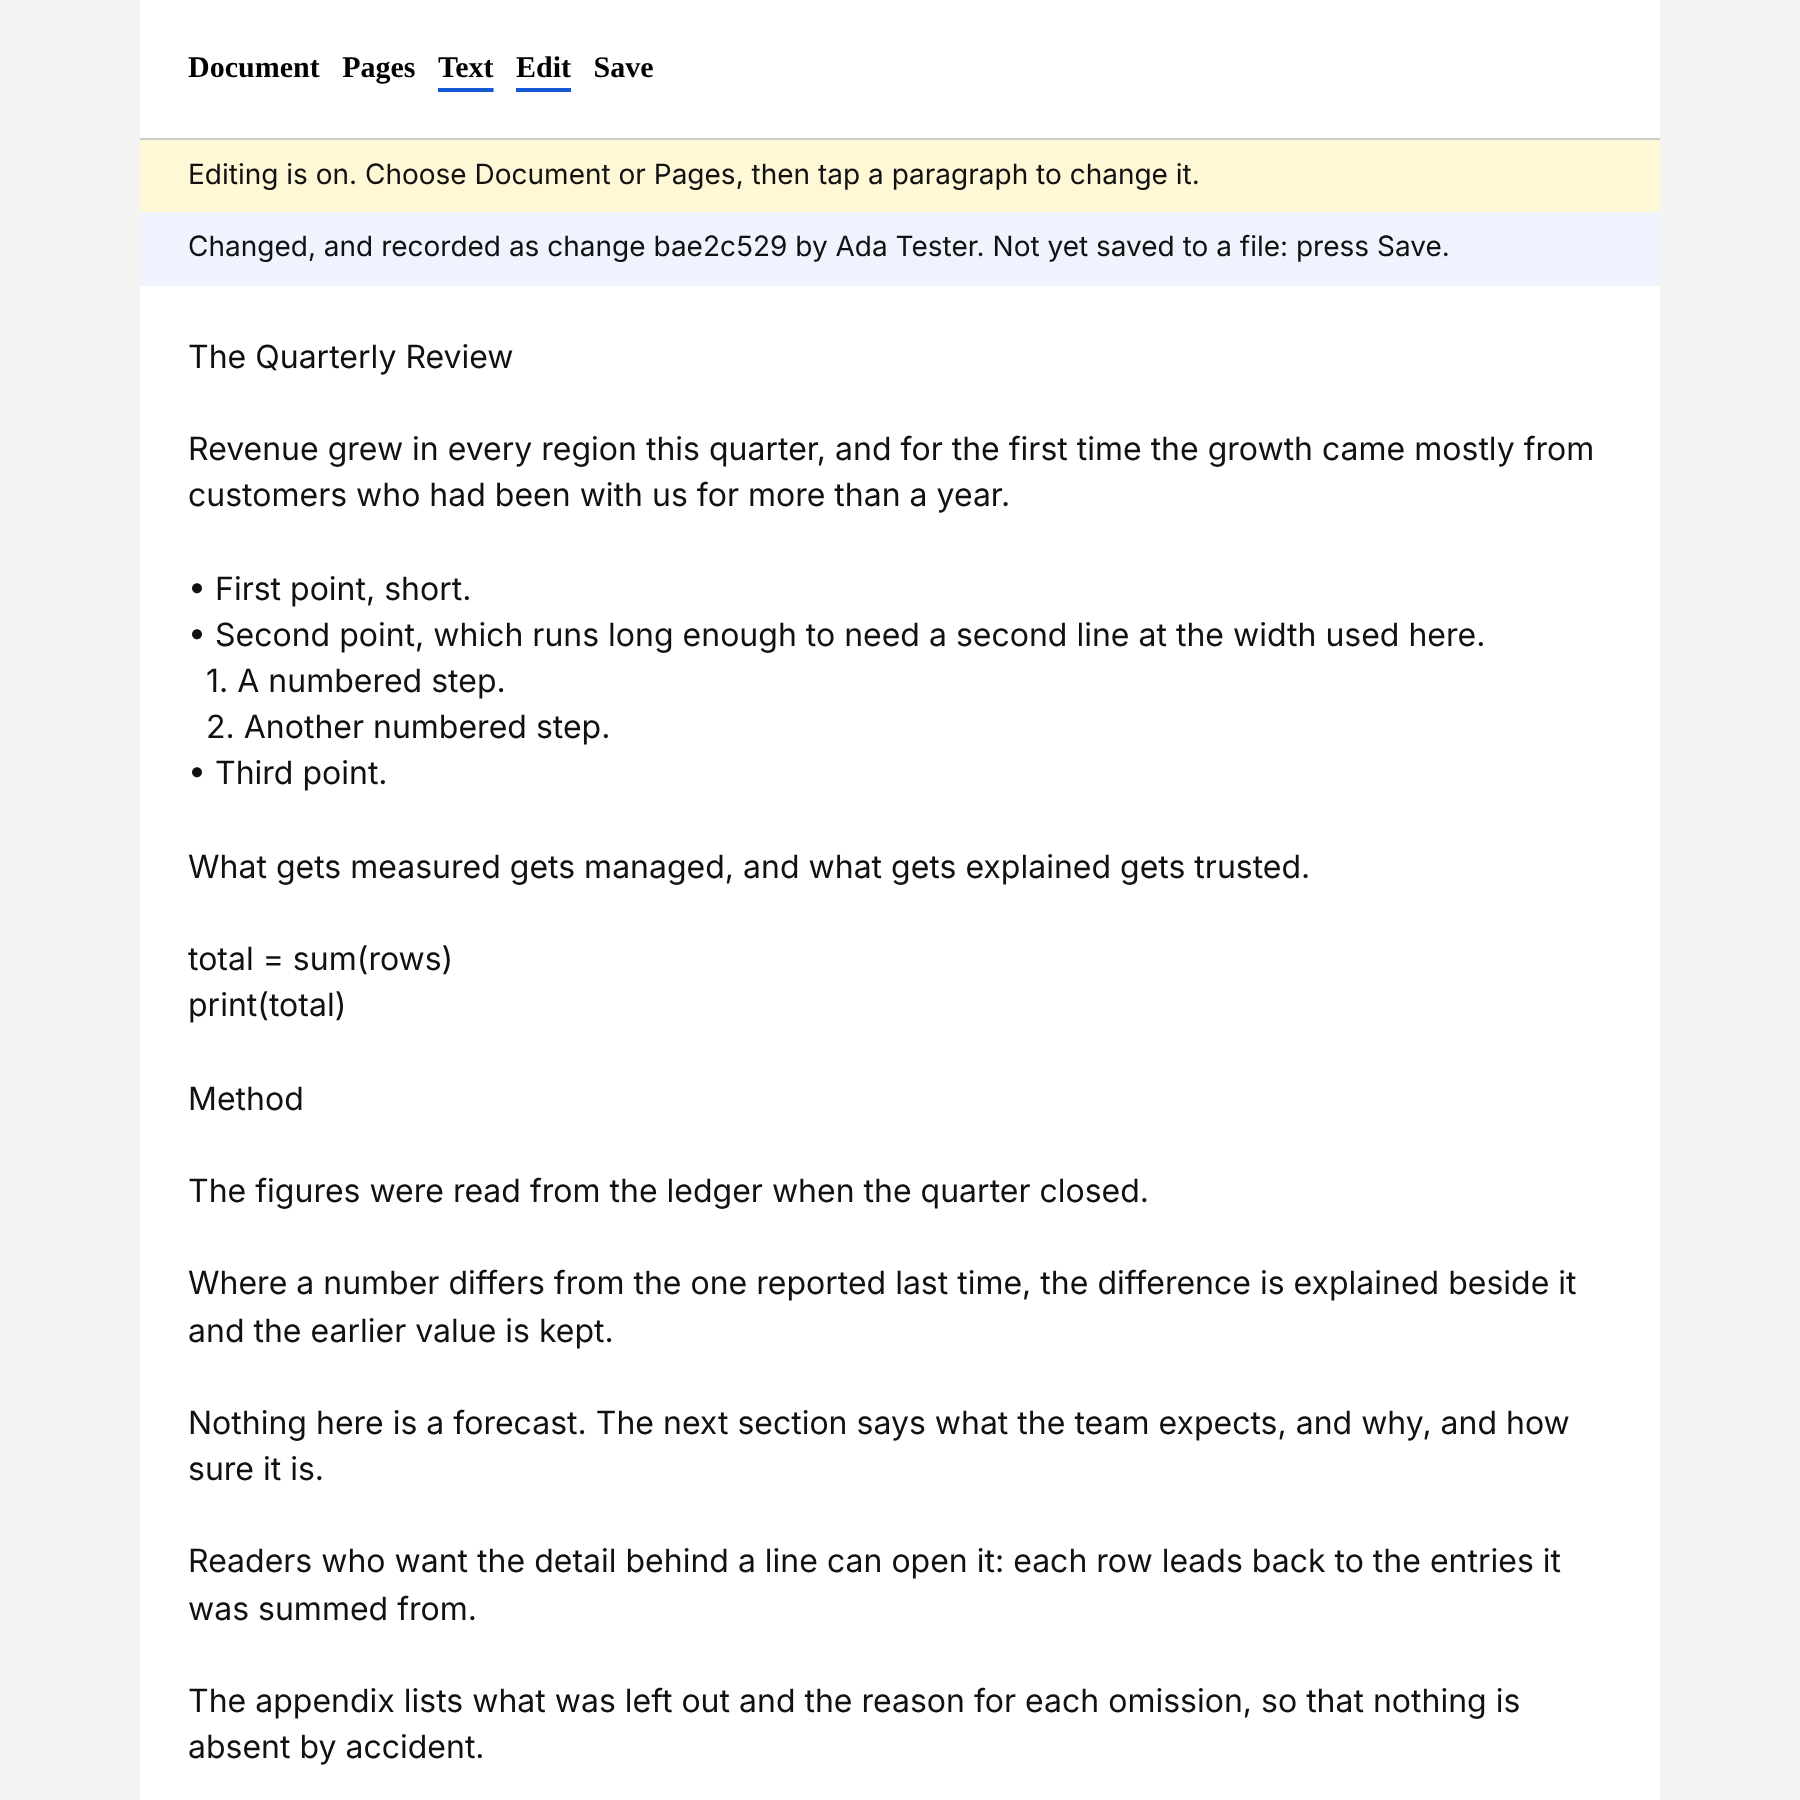 Document Pages Text Edit Save
Editing is on. Choose Document or Pages, then tap a paragraph to change it.
Changed, and recorded as change bae2c529 by Ada Tester. Not yet saved to a file: press Save.
The Quarterly Review
Revenue grew in every region this quarter, and for the first time the growth came mostly from
customers who had been with us for more than a year.
• First point, short.
• Second point, which runs long enough to need a second line at the width used here.
1. A numbered step.
2. Another numbered step.
• Third point.
What gets measured gets managed, and what gets explained gets trusted.
total = sum(rows)
print(total)
Method
The figures were read from the ledger when the quarter closed.
Where a number differs from the one reported last time, the difference is explained beside it
and the earlier value is kept.
Nothing here is a forecast. The next section says what the team expects, and why, and how
sure it is.
Readers who want the detail behind a line can open it: each row leads back to the entries it
was summed from.
The appendix lists what was left out and the reason for each omission, so that nothing is
absent by accident.